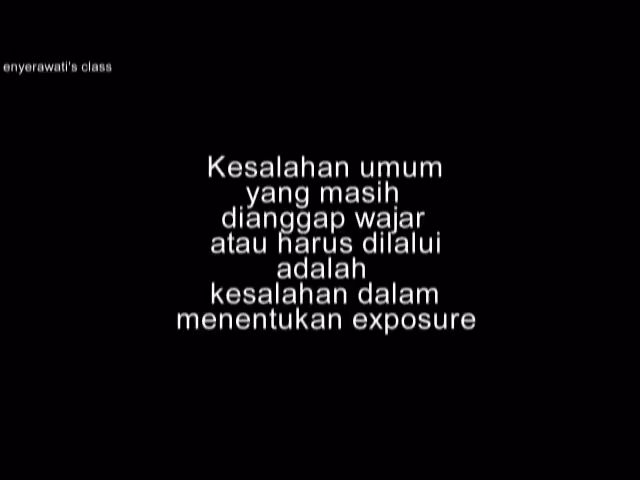 enyerawati's class
Kesalahan umum
yang masih
dianggap wajar
atau harus dilalui
adalah
kesalahan dalam
menentukan exposure